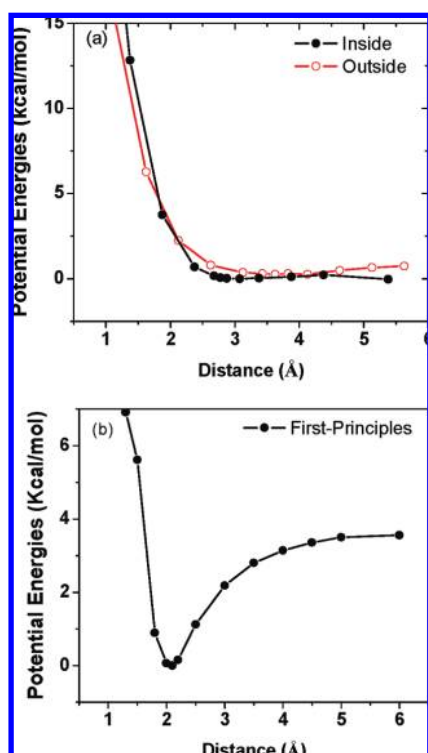 (a)
Inside
Outside
Potential Energies (kcal/mol)
15
10
5
0
1 2 3 4 5 6
Distance (Å)
(b)
First-Principles
Potential Energies (Kcal/mol)
6
4
2
0
0 1 2 3 4 5 6
Distance (Å)